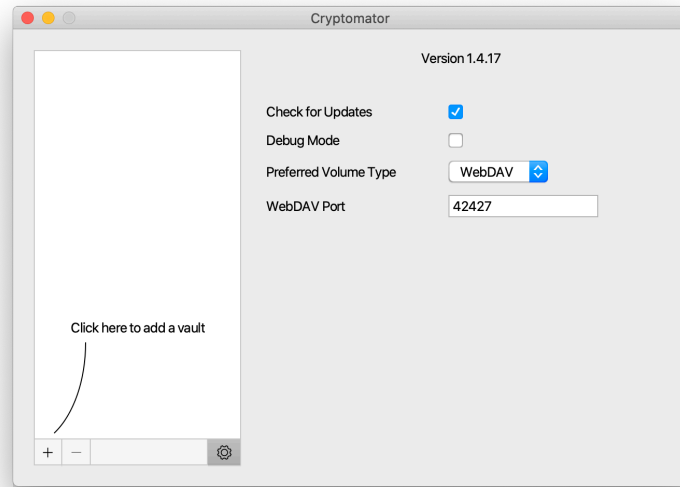 Cryptomator
Version 1.4.17
Check for Updates
Debug Mode
Preferred Volume Type WebDAV
WebDAV Port 42427
Click here to add a vault